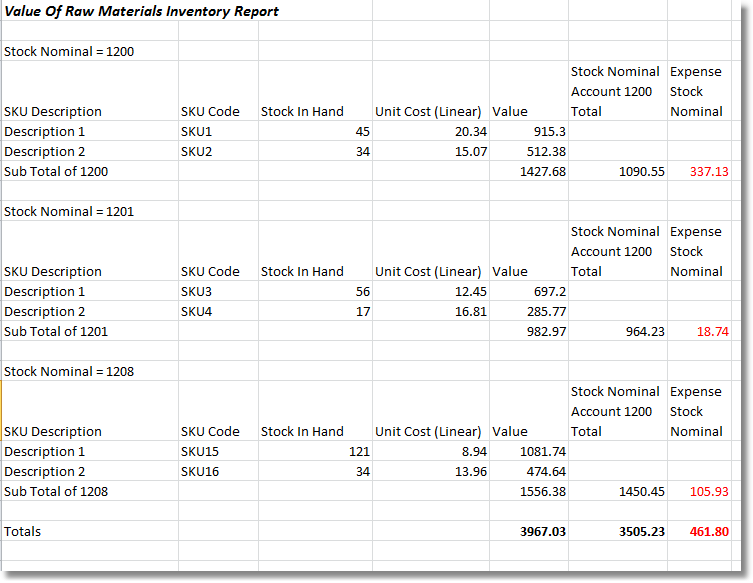 Value Of Raw Materials Inventory Report
Stock Nominal = 1200
Stock Nominal Expense
Account 1200 Stock
SKU Description SKU Code Stock In Hand Unit Cost (Linear) Value Total Nominal
Description 1 SKU1 45 20.34 915.3
Description 2 SKU2 34 15.07 512.38
Sub Total of 1200 1427.68 1090.55 337.13
Stock Nominal = 1201
Stock Nominal Expense
Account 1200 Stock
SKU Description SKU Code Stock In Hand Unit Cost (Linear) Value Total Nominal
Description 1 SKU3 56 12.45 697.2
Description 2 SKU4 17 16.81 285.77
Sub Total of 1201 982.97 964.23 18.74
Stock Nominal = 1208
Stock Nominal Expense
Account 1200 Stock
SKU Description SKU Code Stock In Hand Unit Cost (Linear) Value Total Nominal
Description 1 SKU15 121 8.94 1081.74
Description 2 SKU16 34 13.96 474.64
Sub Total of 1208 1556.38 1450.45 105.93
Totals 3967.03 3505.23 461.80